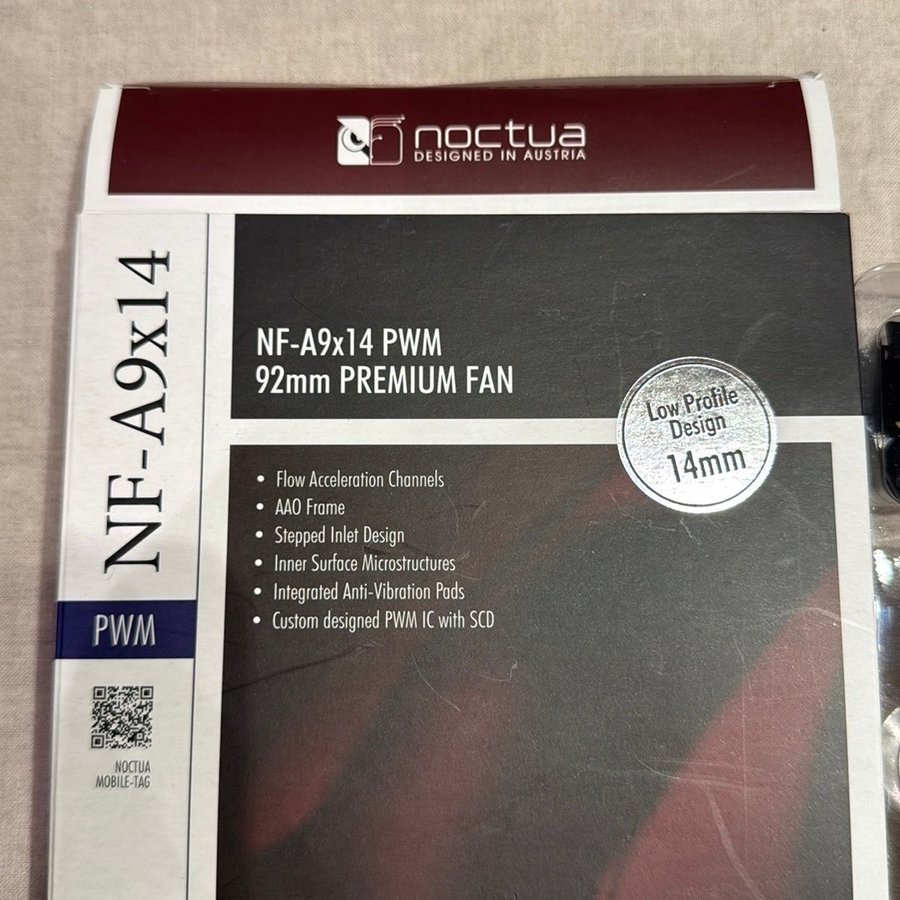 noctua
DESIGNED IN AUSTRIA
NF-A9x14
PWM
NOCTUA
MOBILE-TAG
NF-A9x14 PWM
92mm PREMIUM FAN
Low Profile
Design
14mm
• Flow Acceleration Channels
• AAO Frame
• Stepped Inlet Design
• Inner Surface Microstructures
• Integrated Anti-Vibration Pads
• Custom designed PWM IC with SCD